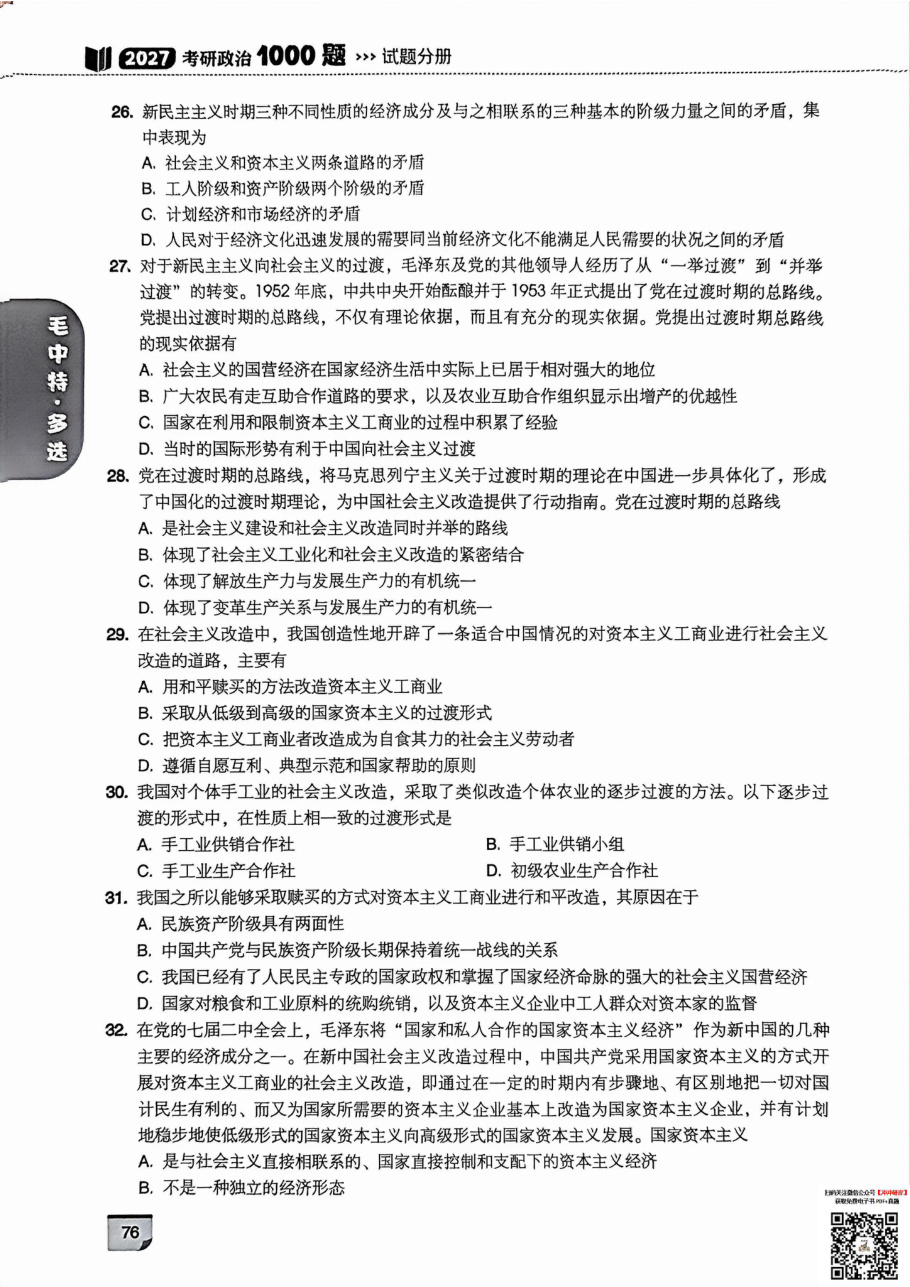 2027 考研政治1000题 >>> 试题分册
26. 新民主主义时期三种不同性质的经济成分及与之相联系的三种基本的阶级力量之间的矛盾，集
中表现为
A. 社会主义和资本主义两条道路的矛盾
B. 工人阶级和资产阶级两个阶级的矛盾
C. 计划经济和市场经济的矛盾
D. 人民对于经济文化迅速发展的需要同当前经济文化不能满足人民需要的状况之间的矛盾
27. 对于新民主主义向社会主义的过渡，毛泽东及党的其他领导人经历了从“一举过渡”到“并举
过渡”的转变。1952年底，中共中央开始酝酿并于1953年正式提出了党在过渡时期的总路线。
党提出过渡时期的总路线，不仅有理论依据，而且有充分的现实依据。党提出过渡时期总路线
的现实依据有
A. 社会主义的国营经济在国家经济生活中实际上已居于相对强大的地位
B. 广大农民有走互助合作道路的要求，以及农业互助合作组织显示出增产的优越性
C. 国家在利用和限制资本主义工商业的过程中积累了经验
D. 当时的国际形势有利于中国向社会主义过渡
毛中特·多选
28. 党在过渡时期的总路线，将马克思列宁主义关于过渡时期的理论在中国进一步具体化了，形成
了中国化的过渡时期理论，为中国社会主义改造提供了行动指南。党在过渡时期的总路线
A. 是社会主义建设和社会主义改造同时并举的路线
B. 体现了社会主义工业化和社会主义改造的紧密结合
C. 体现了解放生产力与发展生产力的有机统一
D. 体现了变革生产关系与发展生产力的有机统一
29. 在社会主义改造中，我国创造性地开辟了一条适合中国情况的对资本主义工商业进行社会主义
改造的道路，主要有
A. 用和平赎买的方法改造资本主义工商业
B. 采取从低级到高级的国家资本主义的过渡形式
C. 把资本主义工商业者改造成为自食其力的社会主义劳动者
D. 遵循自愿互利、典型示范和国家帮助的原则
30. 我国对个体手工业的社会主义改造，采取了类似改造个体农业的逐步过渡的方法。以下逐步过
渡的形式中，在性质上相一致的过渡形式是
A. 手工业供销合作社 B. 手工业供销小组
C. 手工业生产合作社 D. 初级农业生产合作社
31. 我国之所以能够采取赎买的方式对资本主义工商业进行和平改造，其原因在于
A. 民族资产阶级具有两面性
B. 中国共产党与民族资产阶级长期保持着统一战线的关系
C. 我国已经有了人民民主专政的国家政权和掌握了国家经济命脉的强大的社会主义国营经济
D. 国家对粮食和工业原料的统购统销，以及资本主义企业中工人群众对资本家的监督
32. 在党的七届二中全会上，毛泽东将“国家和私人合作的国家资本主义经济”作为新中国的几种
主要的经济成分之一。在新中国社会主义改造过程中，中国共产党采用国家资本主义的方式开
展对资本主义工商业的社会主义改造，即通过在一定的时期内有步骤地、有区别地把一切对国
计民生有利的、而又为国家所需要的资本主义企业基本上改造为国家资本主义企业，并有计划
地稳步地使低级形式的国家资本主义向高级形式的国家资本主义发展。国家资本主义
A. 是与社会主义直接相联系的、国家直接控制和支配下的资本主义经济
B. 不是一种独立的经济形态
76
扫码关注微信公众号
获取免费电子书PDF+真题